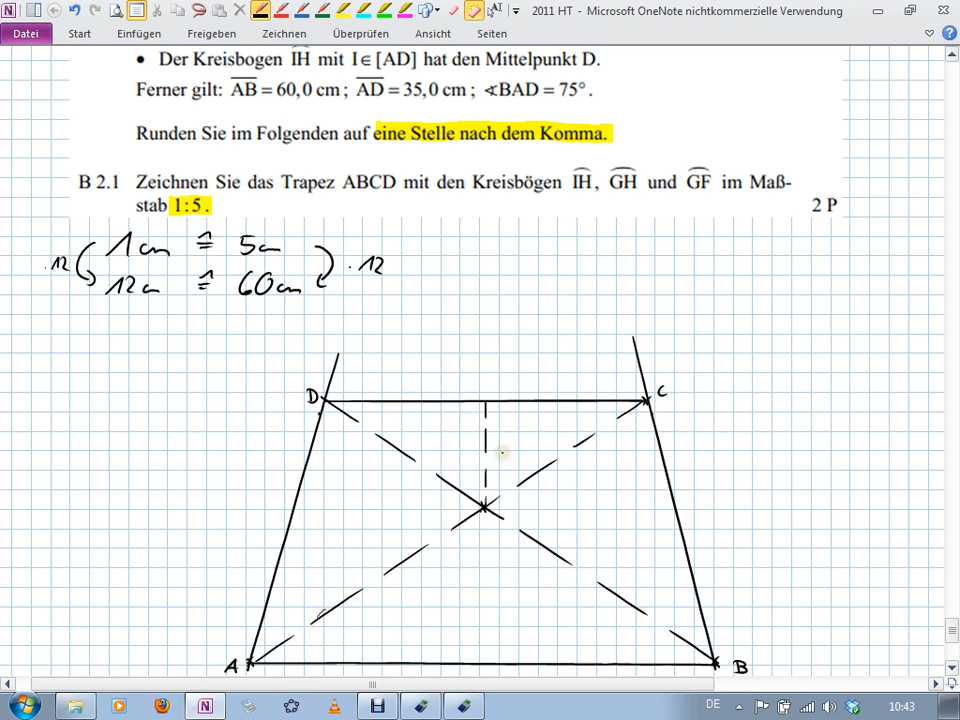 2011 HT - Microsoft OneNote nichtkommerzielle Verwendung
Datei Start Einfügen Freigeben Zeichnen Überprüfen Ansicht Seiten
• Der Kreisbogen IH mit I∈[AD] hat den Mittelpunkt D.
Ferner gilt: AB = 60,0 cm ; AD = 35,0 cm ; ∢BAD = 75° .
Runden Sie im Folgenden auf eine Stelle nach dem Komma.
B 2.1 Zeichnen Sie das Trapez ABCD mit den Kreisbögen IH, GH und GF im Maß-
stab 1:5 . 2 P
1cm ≙ 5cm
·12 ·12
12cm ≙ 60cm
D C
A B
DE 10:43